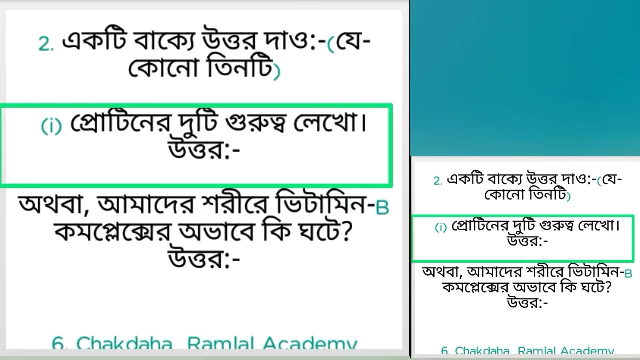 2. একটি বাক্যে উত্তর দাও:-(যে-
কোনো তিনটি)
(i) প্রোটিনের দুটি গুরুত্ব লেখো।
উত্তর:-
অথবা, আমাদের শরীরে ভিটামিন-B
কমপ্লেক্সের অভাবে কি ঘটে?
উত্তর:-
6. Chakdaha Ramlal Academy
2. একটি বাক্যে উত্তর দাও:-(যে-
কোনো তিনটি)
(i) প্রোটিনের দুটি গুরুত্ব লেখো।
উত্তর:-
অথবা, আমাদের শরীরে ভিটামিন-B
কমপ্লেক্সের অভাবে কি ঘটে?
উত্তর:-
6. Chakdaha Ramlal Academy